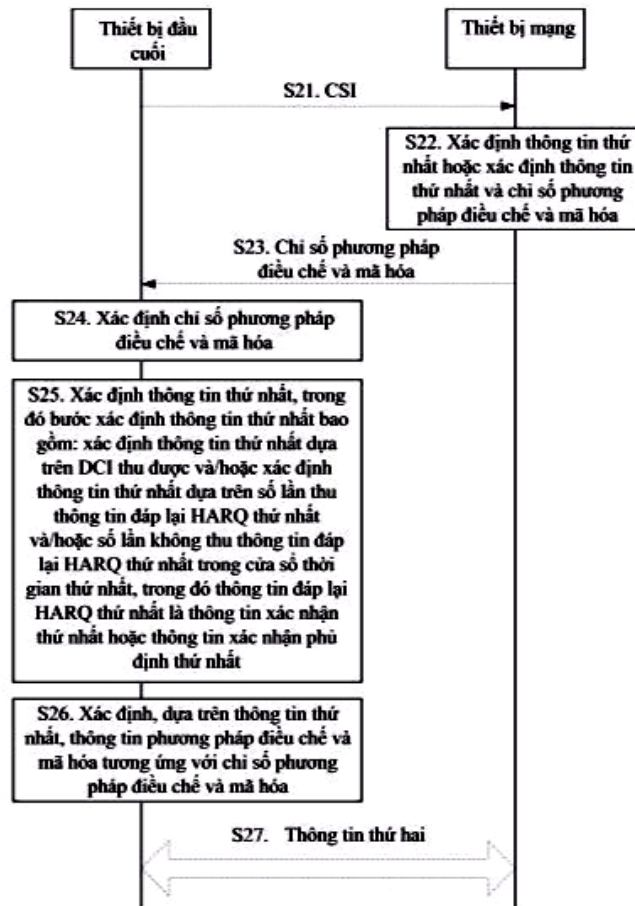 Thiết bị đầu
cuối
Thiết bị mạng
S21. CSI
S22. Xác định thông tin thứ
nhất hoặc xác định thông tin
thứ nhất và chỉ số phương
pháp điều chế và mã hóa
S23. Chỉ số phương pháp
điều chế và mã hóa
S24. Xác định chỉ số phương pháp
điều chế và mã hóa
S25. Xác định thông tin thứ nhất, trong
đó bước xác định thông tin thứ nhất bao
gồm: xác định thông tin thứ nhất dựa
trên DCI thu được và/hoặc xác định
thông tin thứ nhất dựa trên số lần thu
thông tin đáp lại HARQ thứ nhất
và/hoặc số lần không thu thông tin đáp
lại HARQ thứ nhất trong cửa sổ thời
gian thứ nhất, trong đó thông tin đáp lại
HARQ thứ nhất là thông tin xác nhận
thứ nhất hoặc thông tin xác nhận phủ
định thứ nhất
S26. Xác định, dựa trên thông tin thứ
nhất, thông tin phương pháp điều chế và
mã hóa tương ứng với chỉ số phương
pháp điều chế và mã hóa
S27. Thông tin thứ hai